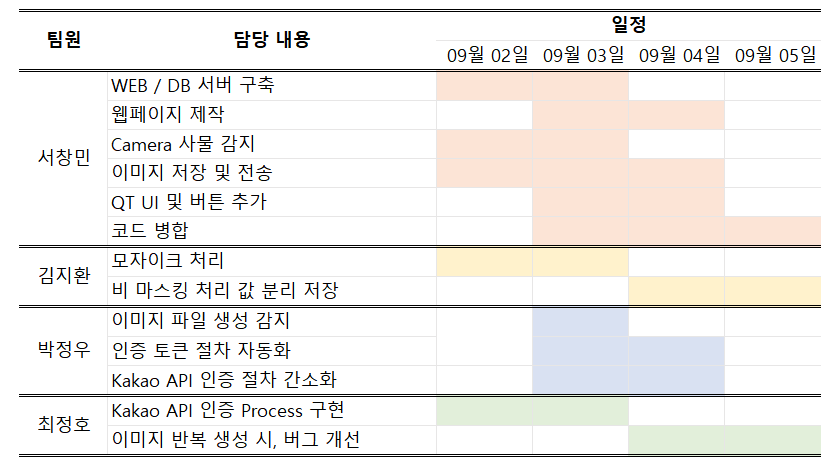 팀원 담당 내용 일정
09월 02일 09월 03일 09월 04일 09월 05일
서창민
WEB / DB 서버 구축
웹페이지 제작
Camera 사물 감지
이미지 저장 및 전송
QT UI 및 버튼 추가
코드 병합
김지환
모자이크 처리
비 마스킹 처리 값 분리 저장
박정우
이미지 파일 생성 감지
인증 토큰 절차 자동화
Kakao API 인증 절차 간소화
최정호
Kakao API 인증 Process 구현
이미지 반복 생성 시, 버그 개선